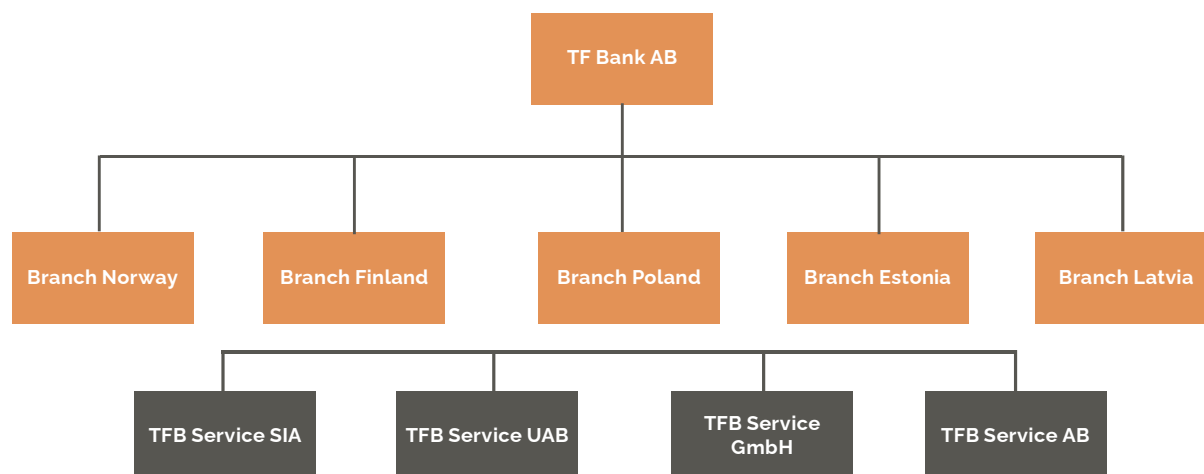 TF Bank AB
Branch Norway
Branch Finland
Branch Poland
Branch Estonia
Branch Latvia
TFB Service SIA
TFB Service UAB
TFB Service
GmbH
TFB Service AB